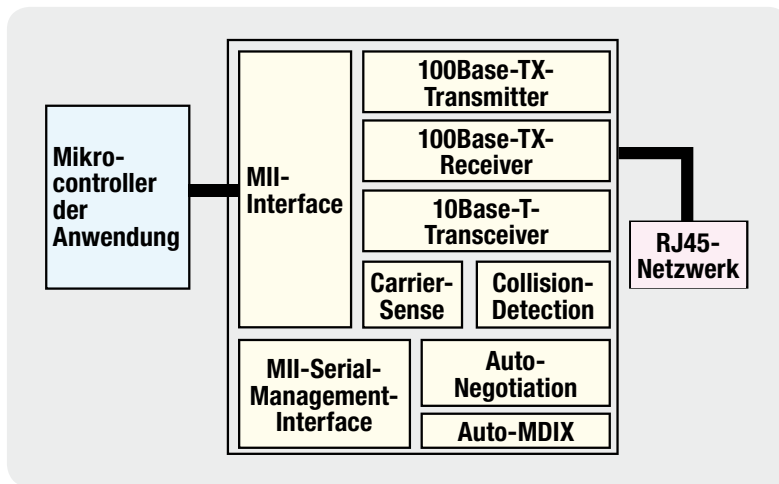 Mikro-
controller
der
Anwendung
MII-
Interface
100Base-TX-
Transmitter
100Base-TX-
Receiver
10Base-T-
Transceiver
Carrier-
Sense
Collision-
Detection
MII-Serial-
Management-
Interface
Auto-
Negotiation
Auto-MDIX
RJ45-
Netzwerk